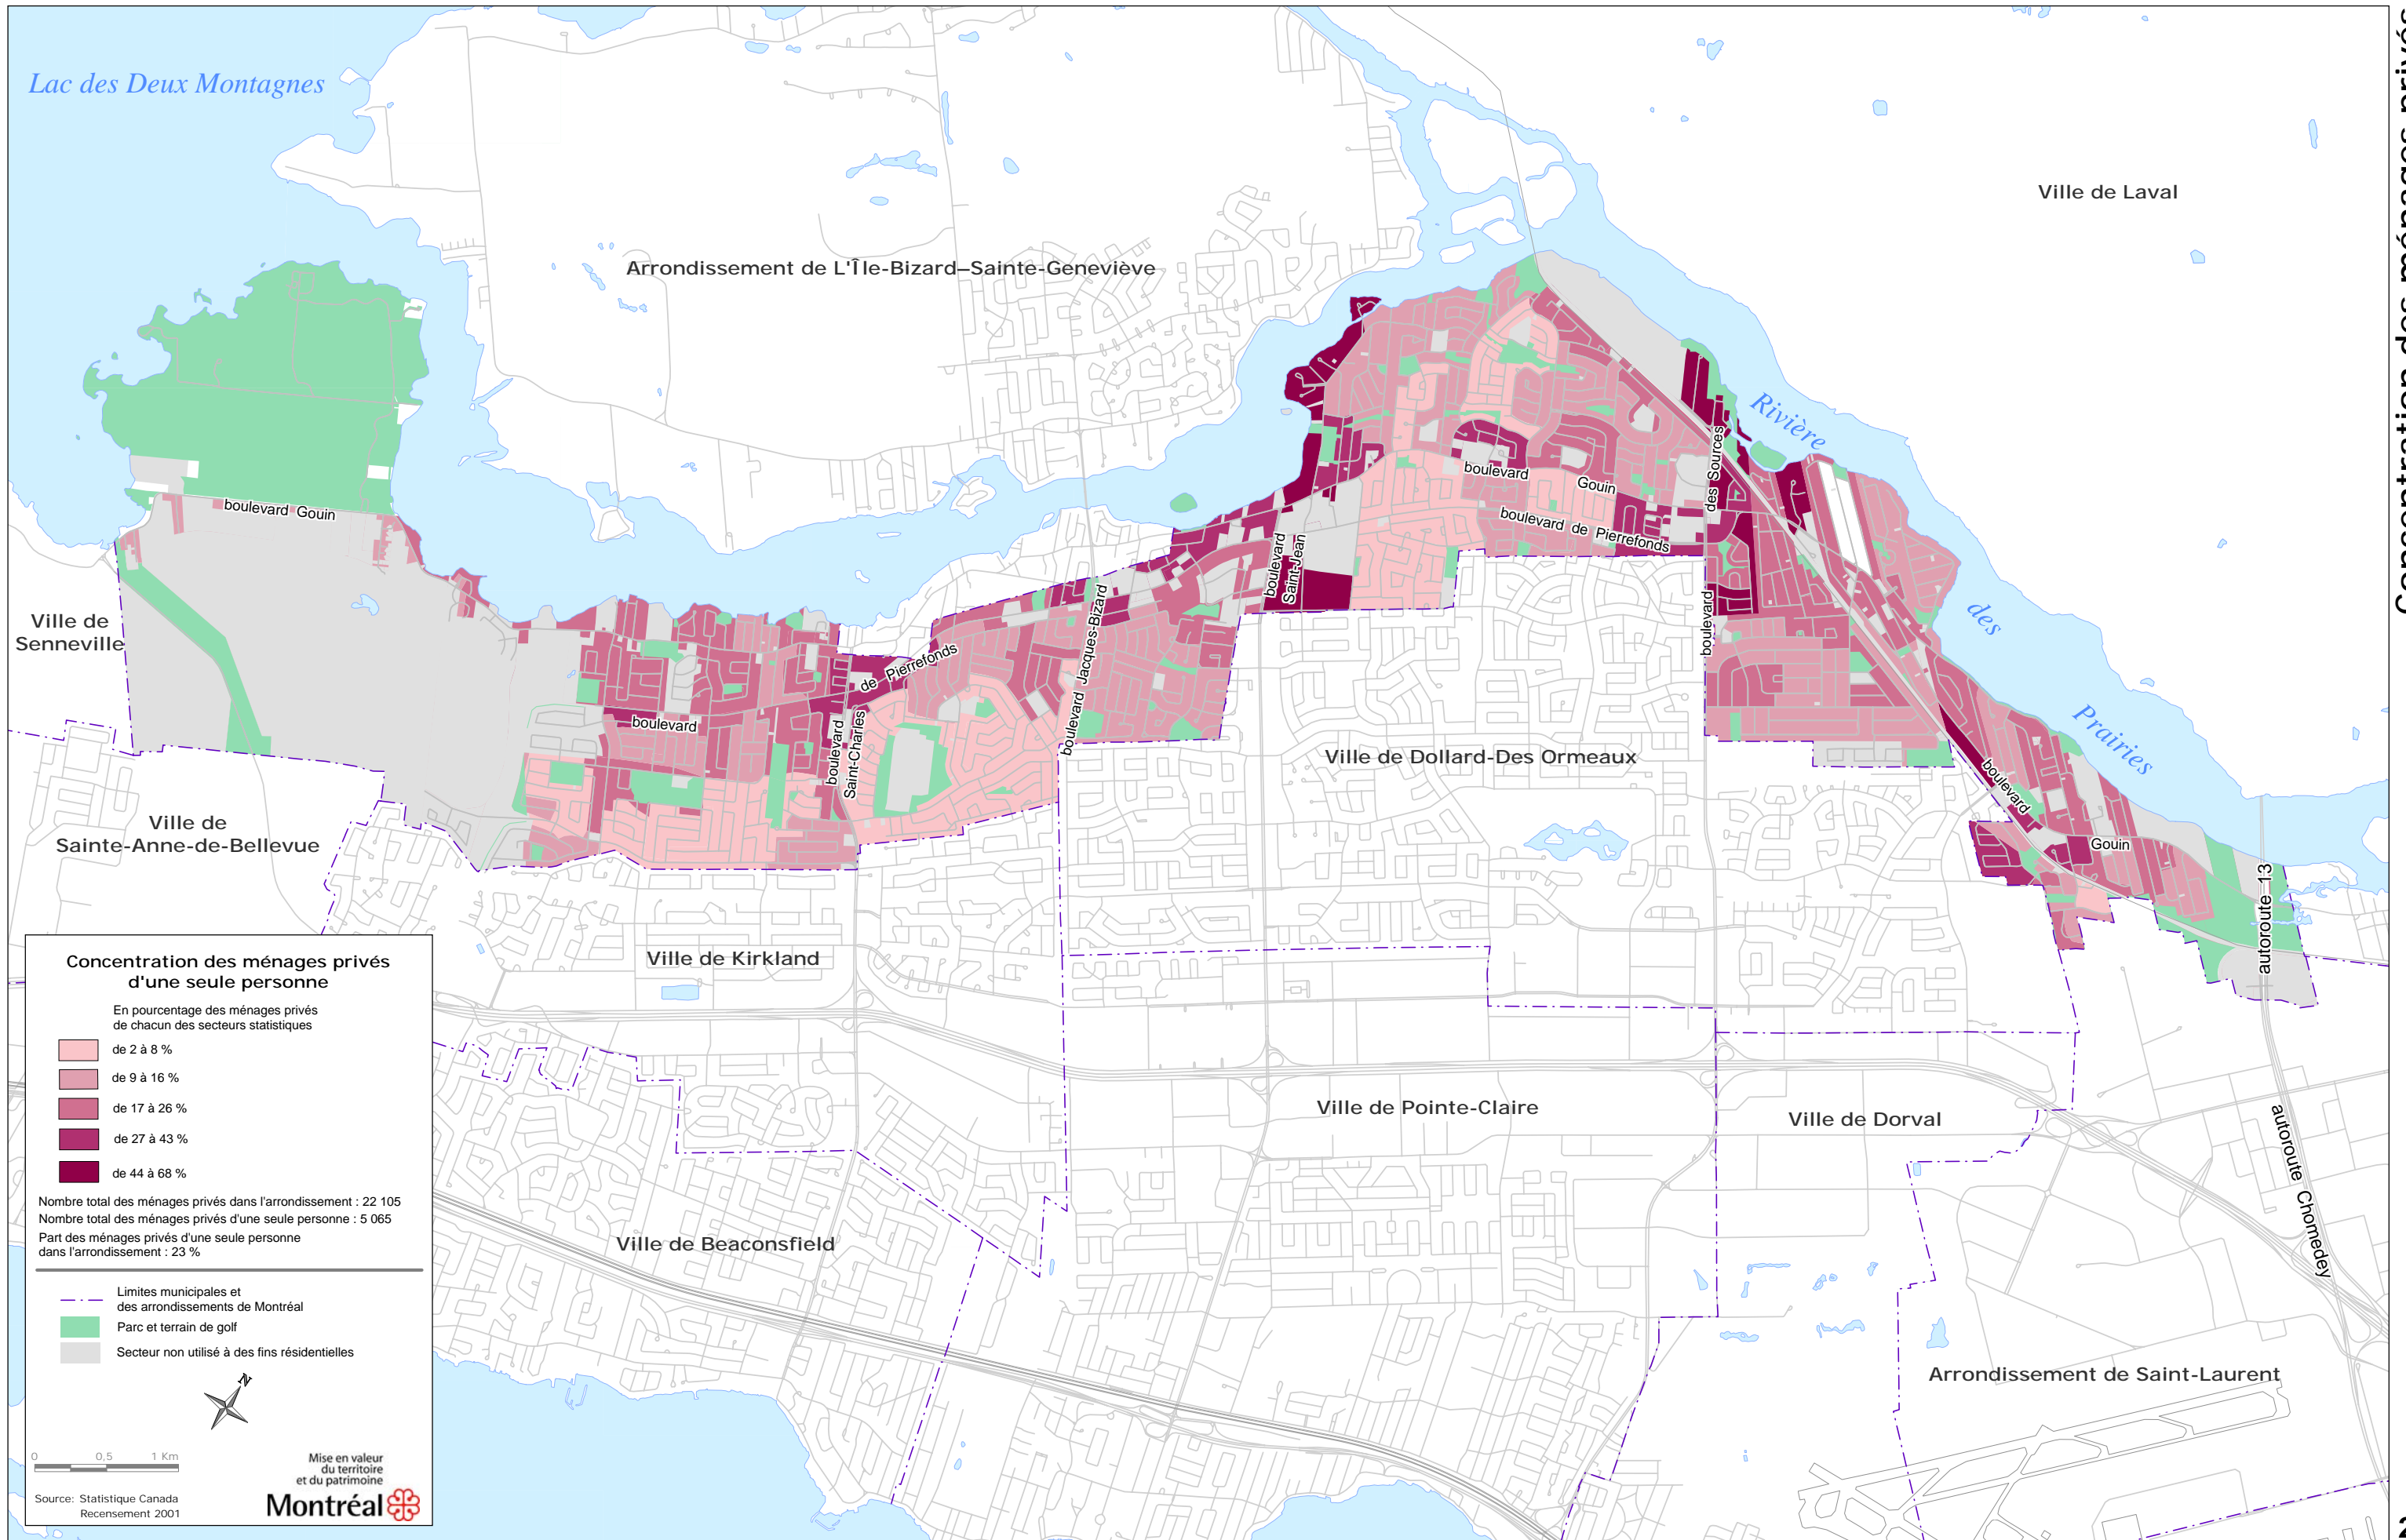 Concentration des ménages privés
Lac des Deux Montagnes
Ville de Laval
Arrondissement de L'Île-Bizard–Sainte-Geneviève
Rivière
des
Prairies
boulevard Gouin
boulevard
Gouin
des Sources
boulevard
boulevard de Pierrefonds
boulevard
Saint-Jean
boulevard Jacques-Bizard
de Pierrefonds
boulevard
boulevard
Saint-Charles
boulevard
Gouin
autoroute 13
Ville de
Senneville
Ville de
Sainte-Anne-de-Bellevue
Ville de Dollard-Des Ormeaux
Ville de Kirkland
Ville de Pointe-Claire
Ville de Dorval
autoroute Chomedey
Ville de Beaconsfield
Arrondissement de Saint-Laurent
Concentration des ménages privés
d'une seule personne
En pourcentage des ménages privés
de chacun des secteurs statistiques
de 2 à 8 %
de 9 à 16 %
de 17 à 26 %
de 27 à 43 %
de 44 à 68 %
Nombre total des ménages privés dans l'arrondissement : 22 105
Nombre total des ménages privés d'une seule personne : 5 065
Part des ménages privés d'une seule personne
dans l'arrondissement : 23 %
Limites municipales et
des arrondissements de Montréal
Parc et terrain de golf
Secteur non utilisé à des fins résidentielles
N
0 0,5 1 Km
Mise en valeur
du territoire
et du patrimoine
Montréal
Source: Statistique Canada
Recensement 2001